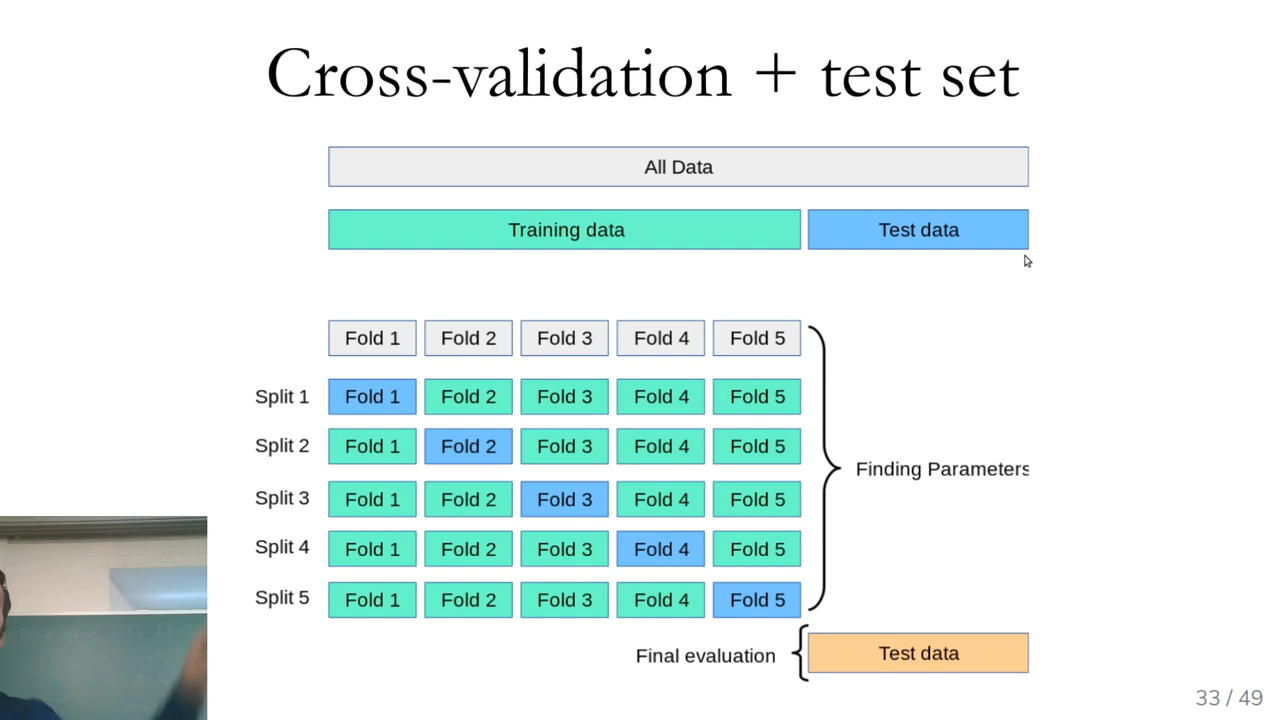 Cross-validation + test set
All Data
Training data Test data
Fold 1 Fold 2 Fold 3 Fold 4 Fold 5
Split 1 Fold 1 Fold 2 Fold 3 Fold 4 Fold 5
Split 2 Fold 1 Fold 2 Fold 3 Fold 4 Fold 5
Finding Parameters
Split 3 Fold 1 Fold 2 Fold 3 Fold 4 Fold 5
Split 4 Fold 1 Fold 2 Fold 3 Fold 4 Fold 5
Split 5 Fold 1 Fold 2 Fold 3 Fold 4 Fold 5
Final evaluation Test data
33 / 49